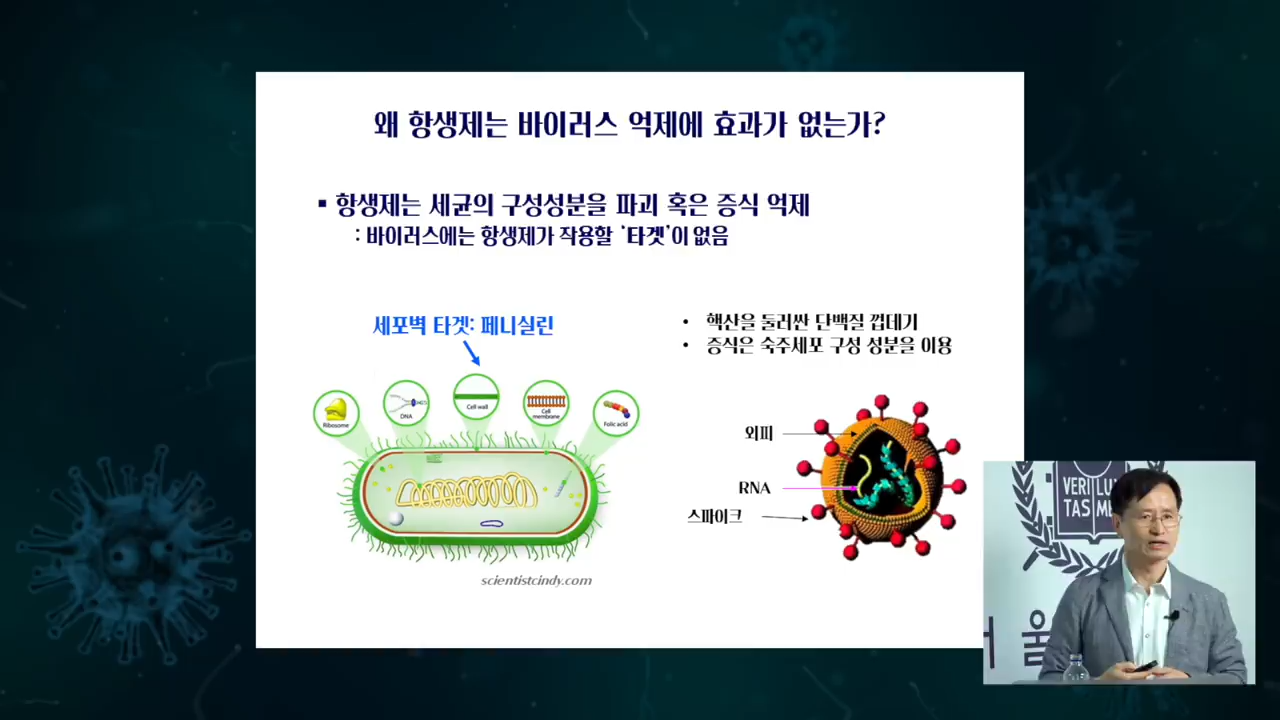 왜 항생제는 바이러스 억제에 효과가 없는가?
▪ 항생제는 세균의 구성성분을 파괴 혹은 증식 억제
: 바이러스에는 항생제가 작용할 ‘타겟’이 없음
세포벽 타겟: 페니실린
• 핵산을 둘러싼 단백질 껍데기
• 증식은 숙주세포 구성 성분을 이용
Ribosome
DNA
Cell wall
Cell membrane
Folic acid
외피
RNA
스파이크
scientistcindy.com
VERI LU
TAS ME
울